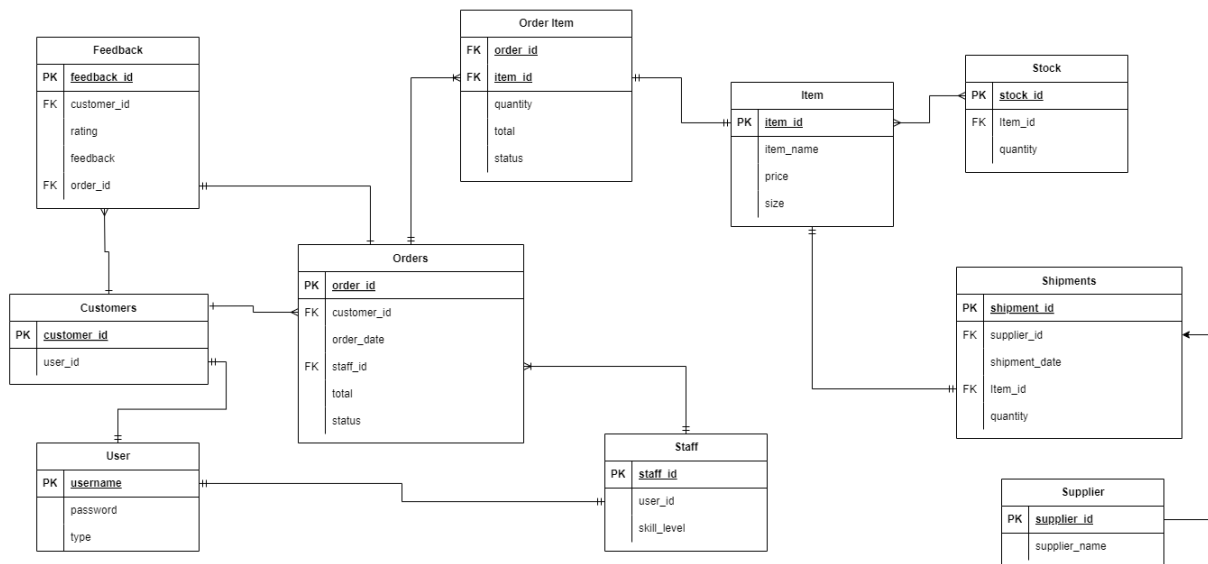 Feedback
PK feedback_id
FK customer_id
rating
feedback
FK order_id
Order Item
FK order_id
FK item_id
quantity
total
status
Item
PK item_id
item_name
price
size
Stock
PK stock_id
FK Item_id
quantity
Customers
PK customer_id
user_id
Orders
PK order_id
FK customer_id
order_date
FK staff_id
total
status
Shipments
PK shipment_id
FK supplier_id
shipment_date
FK Item_id
quantity
User
PK username
password
type
Staff
PK staff_id
user_id
skill_level
Supplier
PK supplier_id
supplier_name